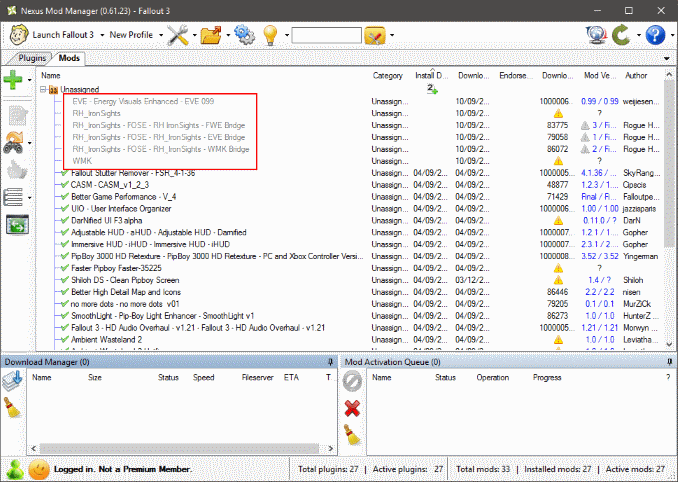 Nexus Mod Manager (0.61.23) - Fallout 3
Launch Fallout 3 New Profile
Plugins Mods
Name Category Install D... Downlo... Endorse... Downlo... Mod Ve... Author
Unassigned 2
EVE - Energy Visuals Enhanced - EVE 099 Unassign... 10/09/2... 1000006... 0.99 / 0.99 weijiesen...
RH_IronSights Unassign... 10/09/2... ?
RH_IronSights - FOSE - RH IronSights - FWE Bridge Unassign... 10/09/2... 83775 3 / Fi... Rogue H...
RH_IronSights - FOSE - RH_IronSights - EVE Bridge Unassign... 10/09/2... 79058 1 / Fi... Rogue H...
RH_IronSights - FOSE - RH_IronSights - WMK Bridge Unassign... 10/09/2... 86072 2 / Fi... Rogue H...
WMK Unassign... 10/09/2... ?
Fallout Stutter Remover - FSR_4-1-36 Unassign... 04/09/2... 04/09/2... 1000005... 4.1.36 / ... SkyRang...
CASM - CASM_v1_2_3 Unassign... 04/09/2... 04/09/2... 48877 1.2.3 / 1... Cipscis
Better Game Performance - V_4 Unassign... 04/09/2... 04/09/2... 71429 Final / Fi... Falloutpe...
UIO - User Interface Organizer Unassign... 04/09/2... 04/09/2... 1000006... 1.00 / 1.00 jazzisparis
DarNified UI F3 alpha Unassign... 04/09/2... 04/09/2... 0.11.0 / ? DarN
Adjustable HUD - aHUD - Adjustable HUD - Darnified Unassign... 04/09/2... 04/09/2... 1000007... 1.2.1 / 1... Gopher
Immersive HUD - iHUD - Immersive HUD - iHUD Unassign... 04/09/2... 04/09/2... 1000007... 2.3.1 / 2... Gopher
PipBoy 3000 HD Retexture - PipBoy 3000 HD Retexture - PC and Xbox Controller Versi... Unassign... 04/09/2... 04/09/2... 1000008... 3.52 / 3.52 Yingerman
Faster Pipboy Faster-35225 Unassign... 04/09/2... 04/09/2... ?
Shiloh DS - Clean Pipboy Screen Unassign... 04/09/2... 03/12/2... 1.4 / ? Shiloh
Better High Detail Map and Icons Unassign... 04/09/2... 04/09/2... 86446 2.2 / 2.2 nisen
no more dots - no more dots v01 Unassign... 04/09/2... 04/09/2... 79205 0.1 / 0.1 MurZiCk
SmoothLight - Pip-Boy Light Enhancer - SmoothLight v1 Unassign... 04/09/2... 04/09/2... 86273 1.0 / 1.0 HunterZ
Fallout 3 - HD Audio Overhaul - v1.21 - Fallout 3 - HD Audio Overhaul - v1.21 Unassign... 04/09/2... 04/09/2... 1000005... 1.21 / 1.21 Monwyn
Ambient Wasteland 2 Unassign... 04/09/2... 04/09/2... 1.0 / 1.0 Leviatha...
Download Manager (0) Mod Activation Queue (0)
Name Size Status Speed Fileserver ETA T... Name Status Operation Progress ?
Logged in. Not a Premium Member. Total plugins: 27 | Active plugins: 27 Total mods: 33 | Installed mods: 27 | Active mods: 27